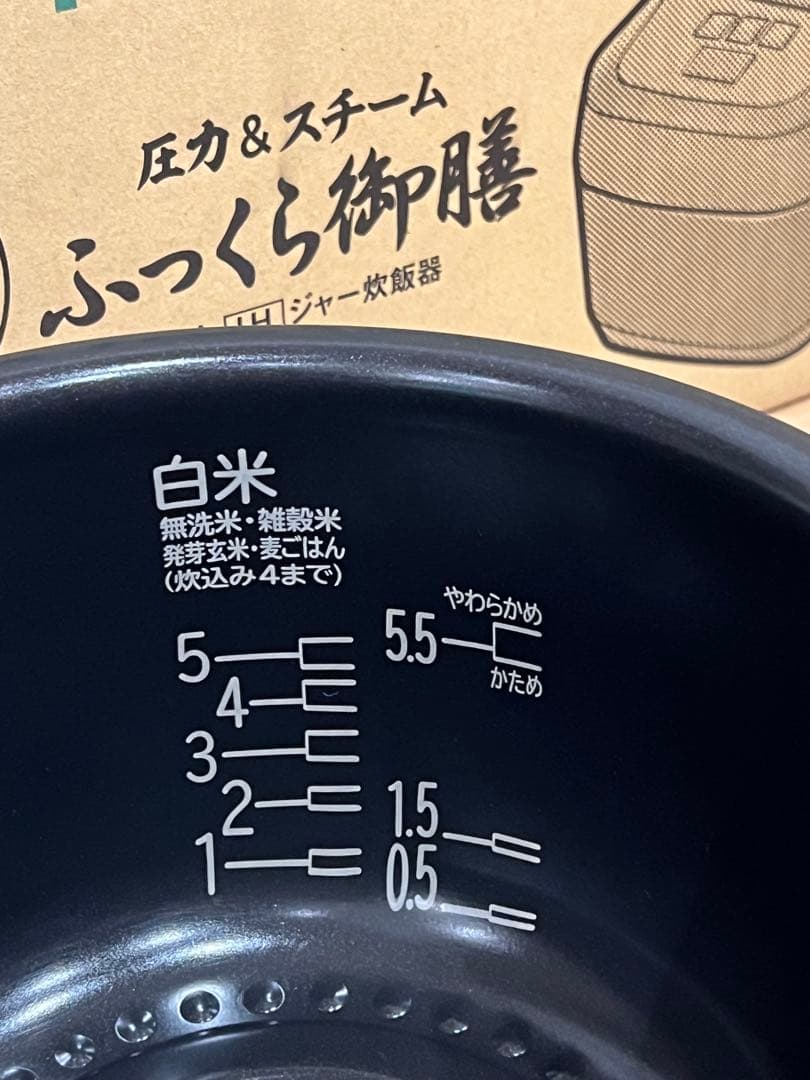 圧力&スチーム
ふっくら御膳
IHジャー炊飯器
白米
無洗米・雑穀米
発芽玄米・麦ごはん
(炊込み4まで)
やわらかめ
5.5
かため
5
4
3
2
1
1.5
0.5